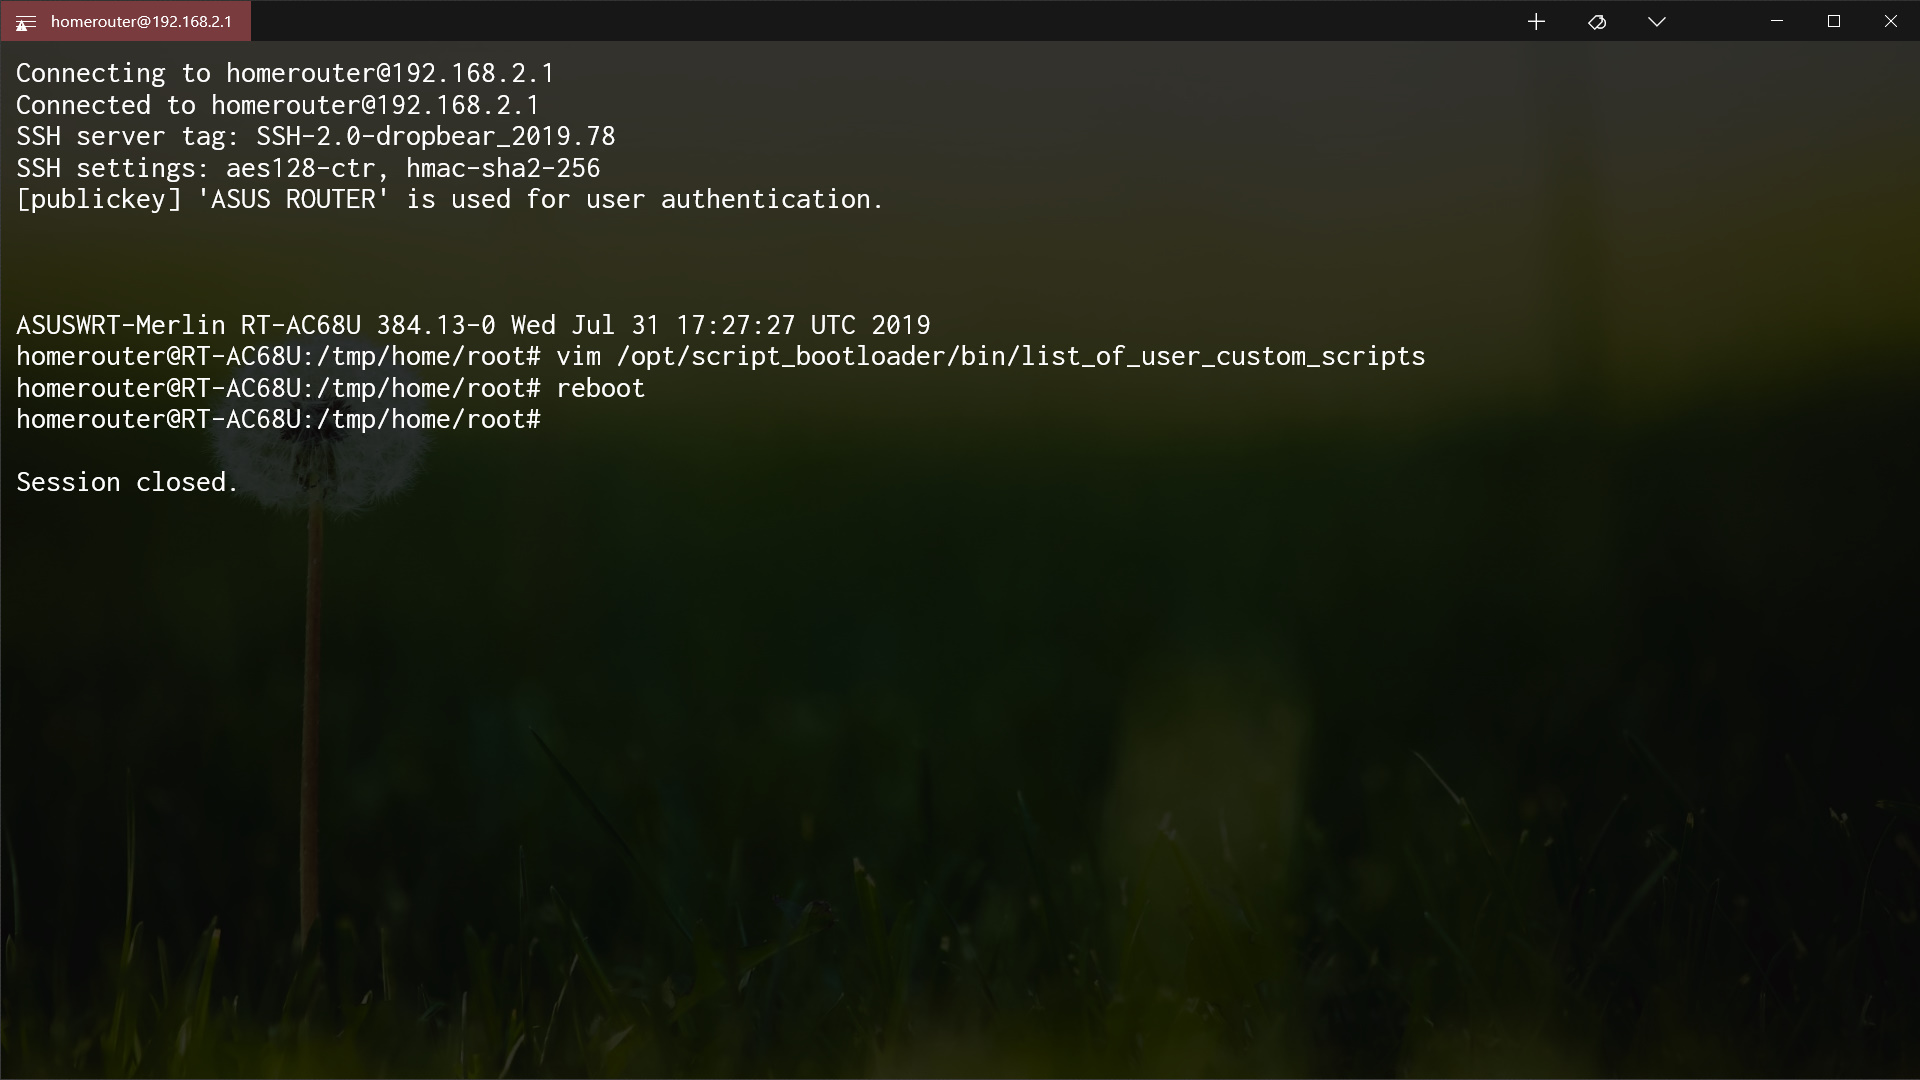 homerouter@192.168.2.1
Connecting to homerouter@192.168.2.1
Connected to homerouter@192.168.2.1
SSH server tag: SSH-2.0-dropbear_2019.78
SSH settings: aes128-ctr, hmac-sha2-256
[publickey] 'ASUS ROUTER' is used for user authentication.
ASUSWRT-Merlin RT-AC68U 384.13-0 Wed Jul 31 17:27:27 UTC 2019
homerouter@RT-AC68U:/tmp/home/root# vim /opt/script_bootloader/bin/list_of_user_custom_scripts
homerouter@RT-AC68U:/tmp/home/root# reboot
homerouter@RT-AC68U:/tmp/home/root#
Session closed.